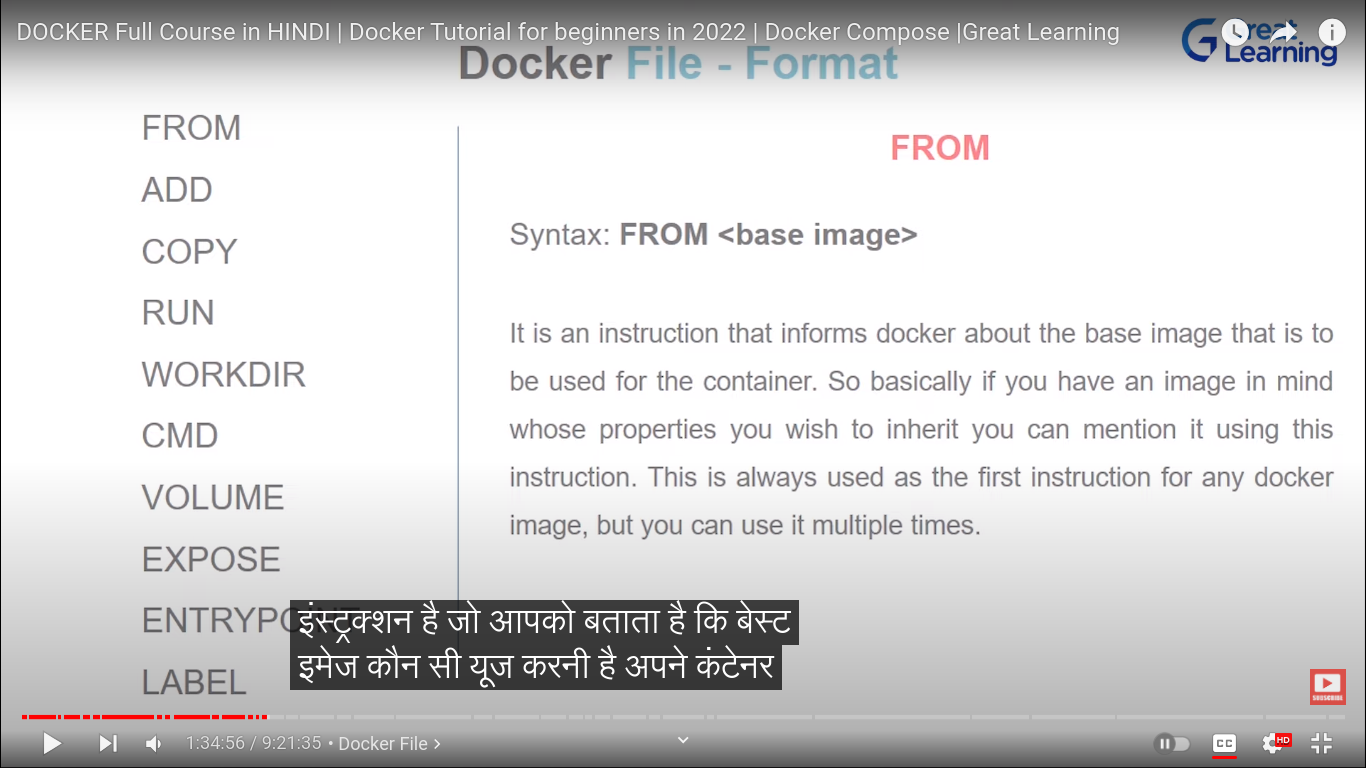 DOCKER Full Course in HINDI | Docker Tutorial for beginners in 2022 | Docker Compose |Great Learning
Great
Learning
Docker File - Format
FROM
ADD
COPY
RUN
WORKDIR
CMD
VOLUME
EXPOSE
LABEL
FROM
Syntax: FROM <base image>
It is an instruction that informs docker about the base image that is to
be used for the container. So basically if you have an image in mind
whose properties you wish to inherit you can mention it using this
instruction. This is always used as the first instruction for any docker
image, but you can use it multiple times.
इंस्ट्रक्शन है जो आपको बताता है कि बेस्ट
इमेज कौन सी यूज करनी है अपने कंटेनर
SUBSCRIBE
1:34:56 / 9:21:35 • Docker File >
CC
HD